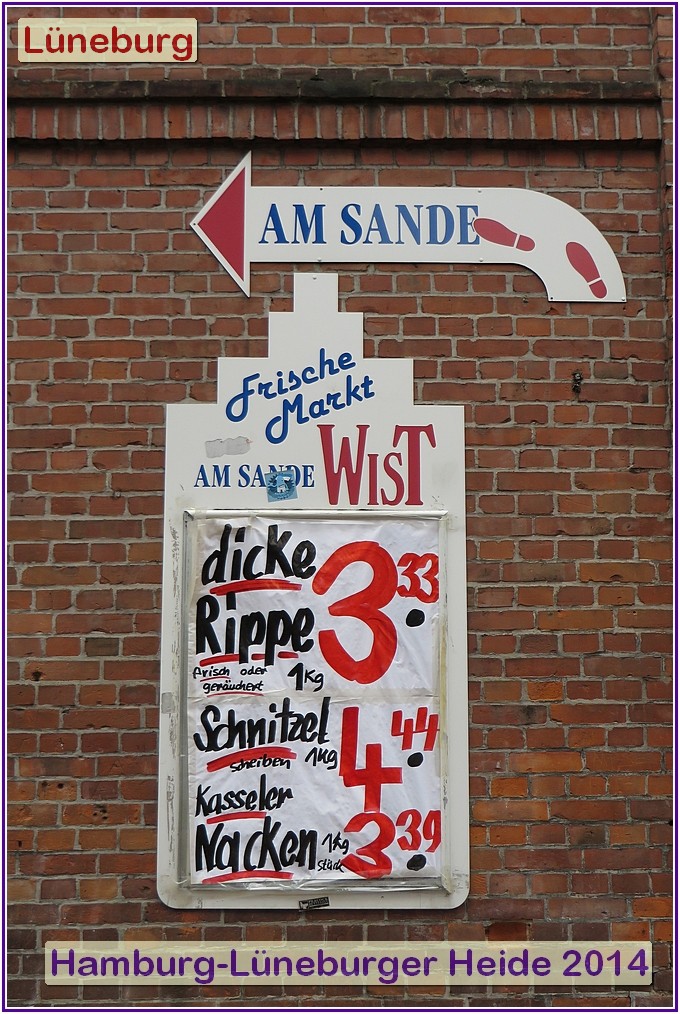 Lüneburg
AM SANDE
Frische
Markt
AM SANDE WIST
dicke 3.33
Rippe
frisch oder
geräuchert 1Kg
Schnitzel 4.44
scheiben 1Kg
Kasseler
Nacken 1Kg 3.39
Stück
Hamburg-Lüneburger Heide 2014